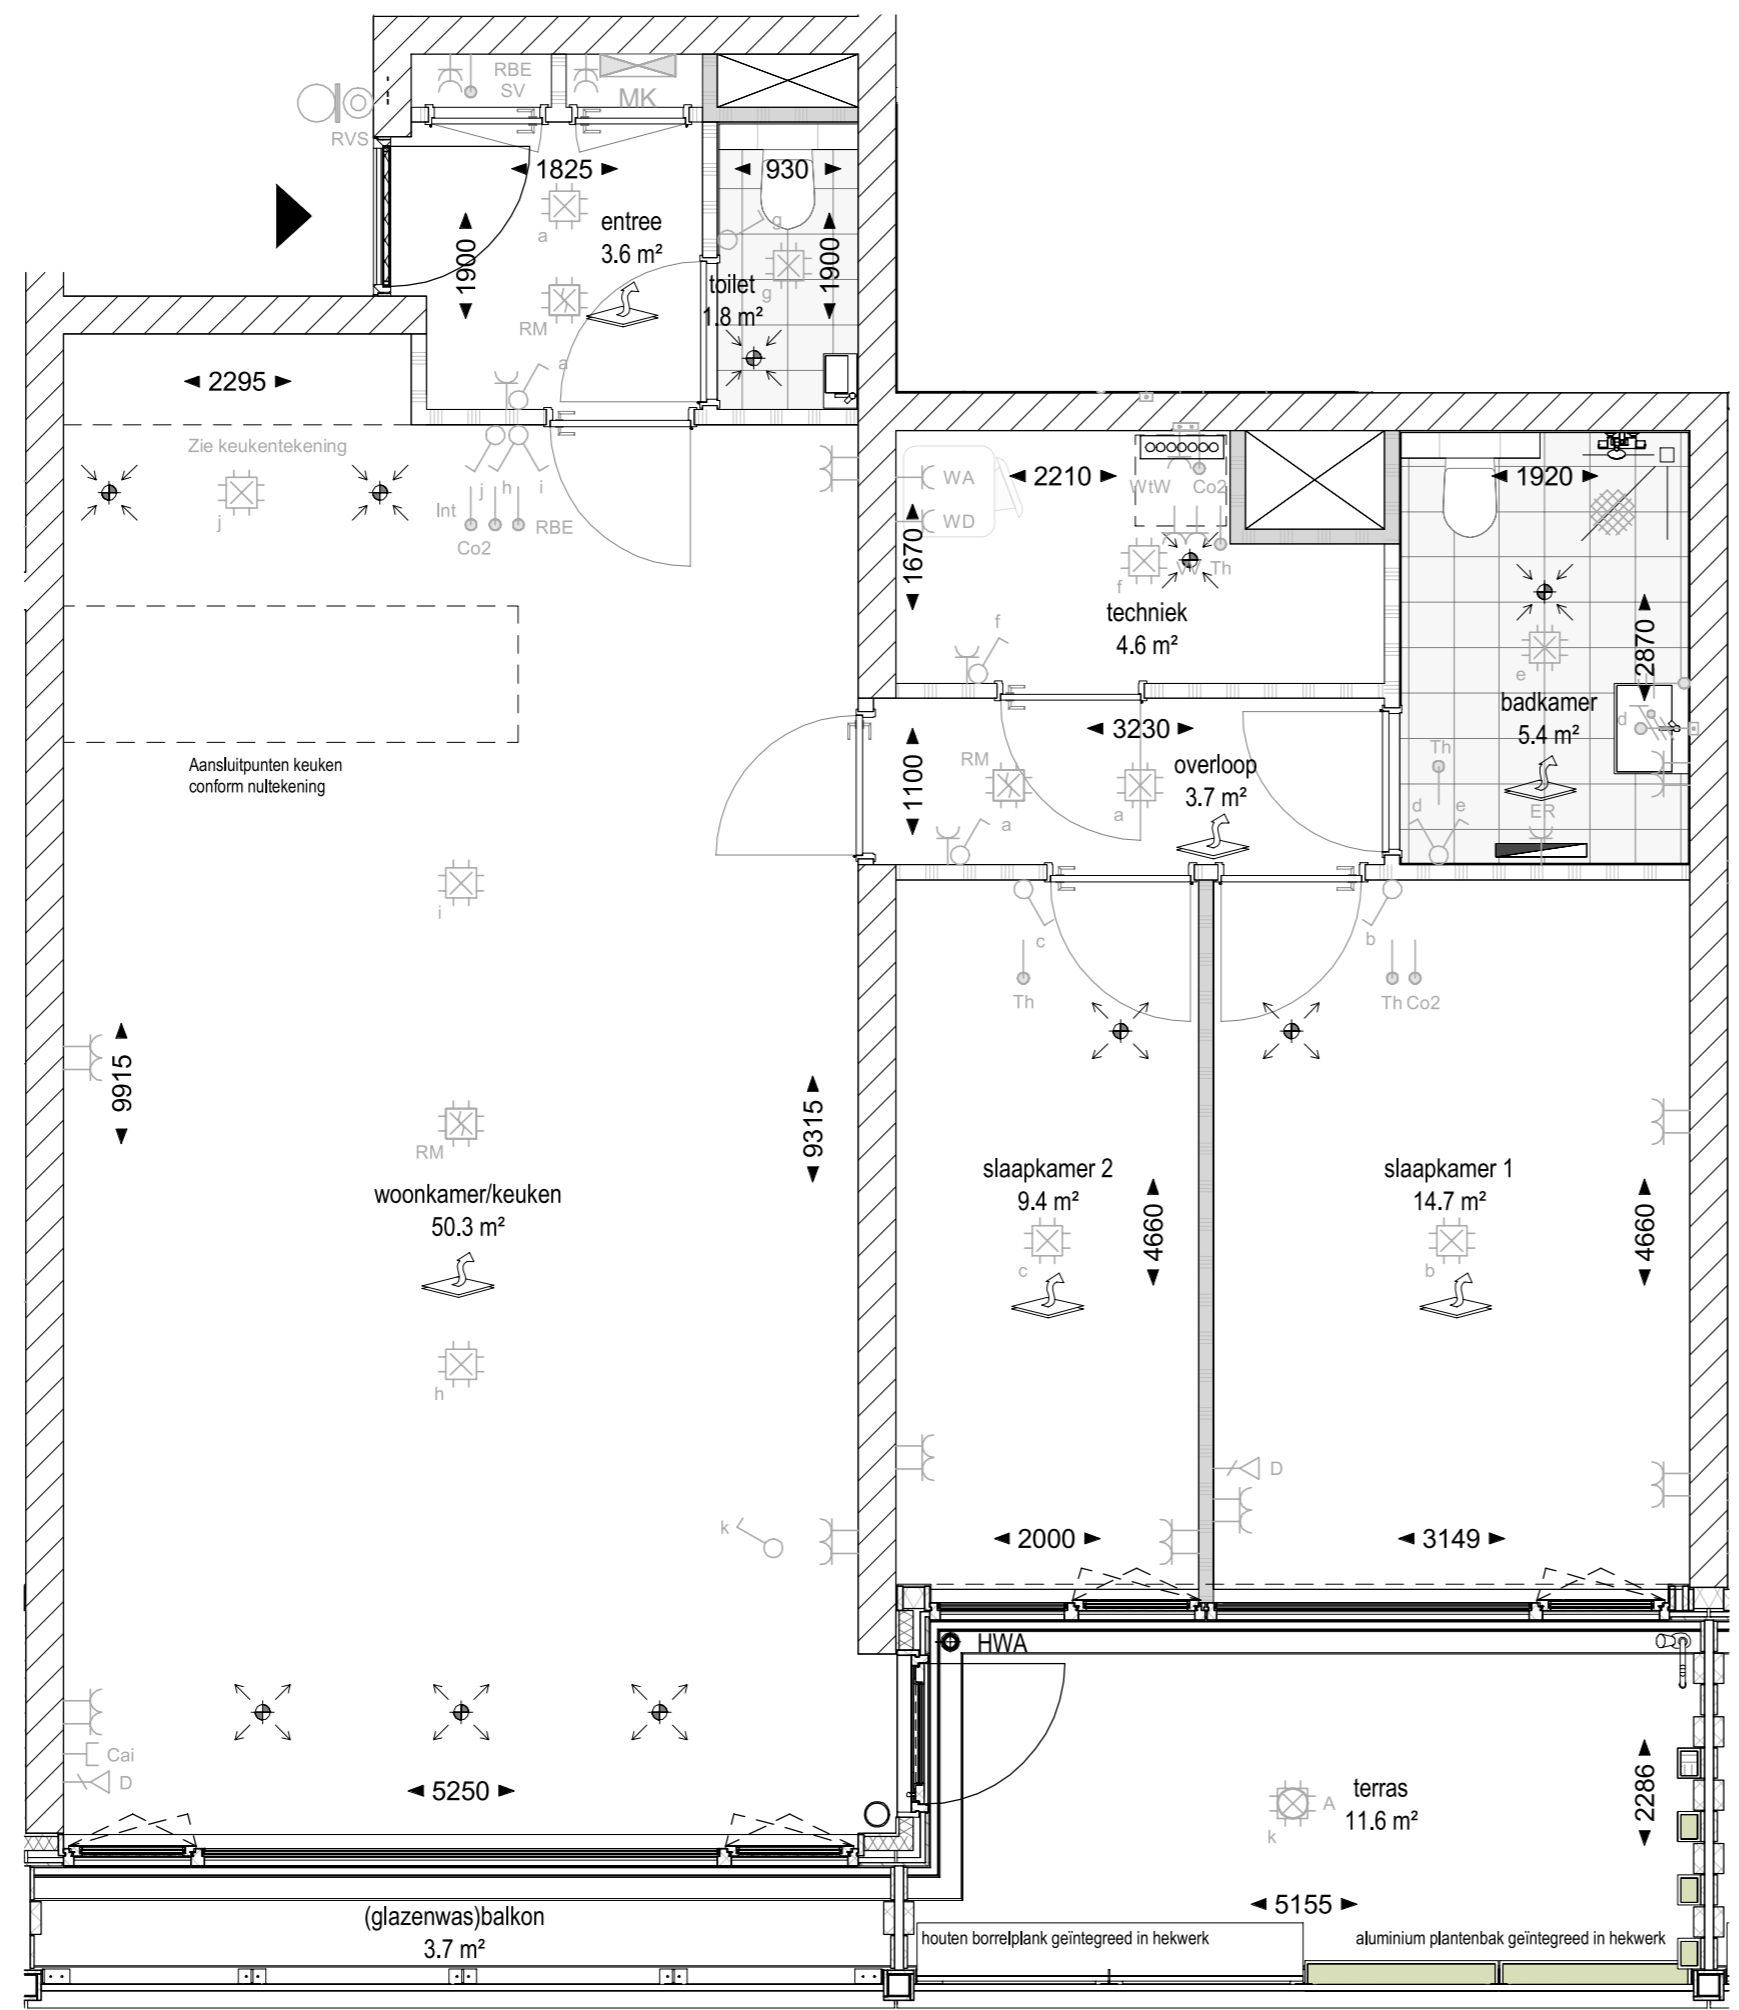 RBE
SV
MK
RVS
1825
930
a
entree
3.6 m²
g
1900
1900
toilet
1.8 m²
g
RM
a
2295
Zie keukentekening
j
j h i
Int
RBE
Co2
WA
2210
WtW
Co2
1920
WD
1670
VV
Th
f
techniek
4.6 m²
f
2870
e
badkamer
5.4 m²
d
3230
Aansluitpunten keuken
conform nultekening
RM
1100
overloop
3.7 m²
a
a
Th
d
e
ER
i
c
b
Th
Th Co2
9915
9315
RM
woonkamer/keuken
50.3 m²
slaapkamer 2
9.4 m²
4660
c
slaapkamer 1
14.7 m²
4660
b
h
D
k
2000
3149
HWA
Cai
D
5250
terras
11.6 m²
A
k
2286
5155
(glazenwas)balkon
3.7 m²
houten borrelplank geïntegreed in hekwerk
aluminium plantenbak geïntegreed in hekwerk